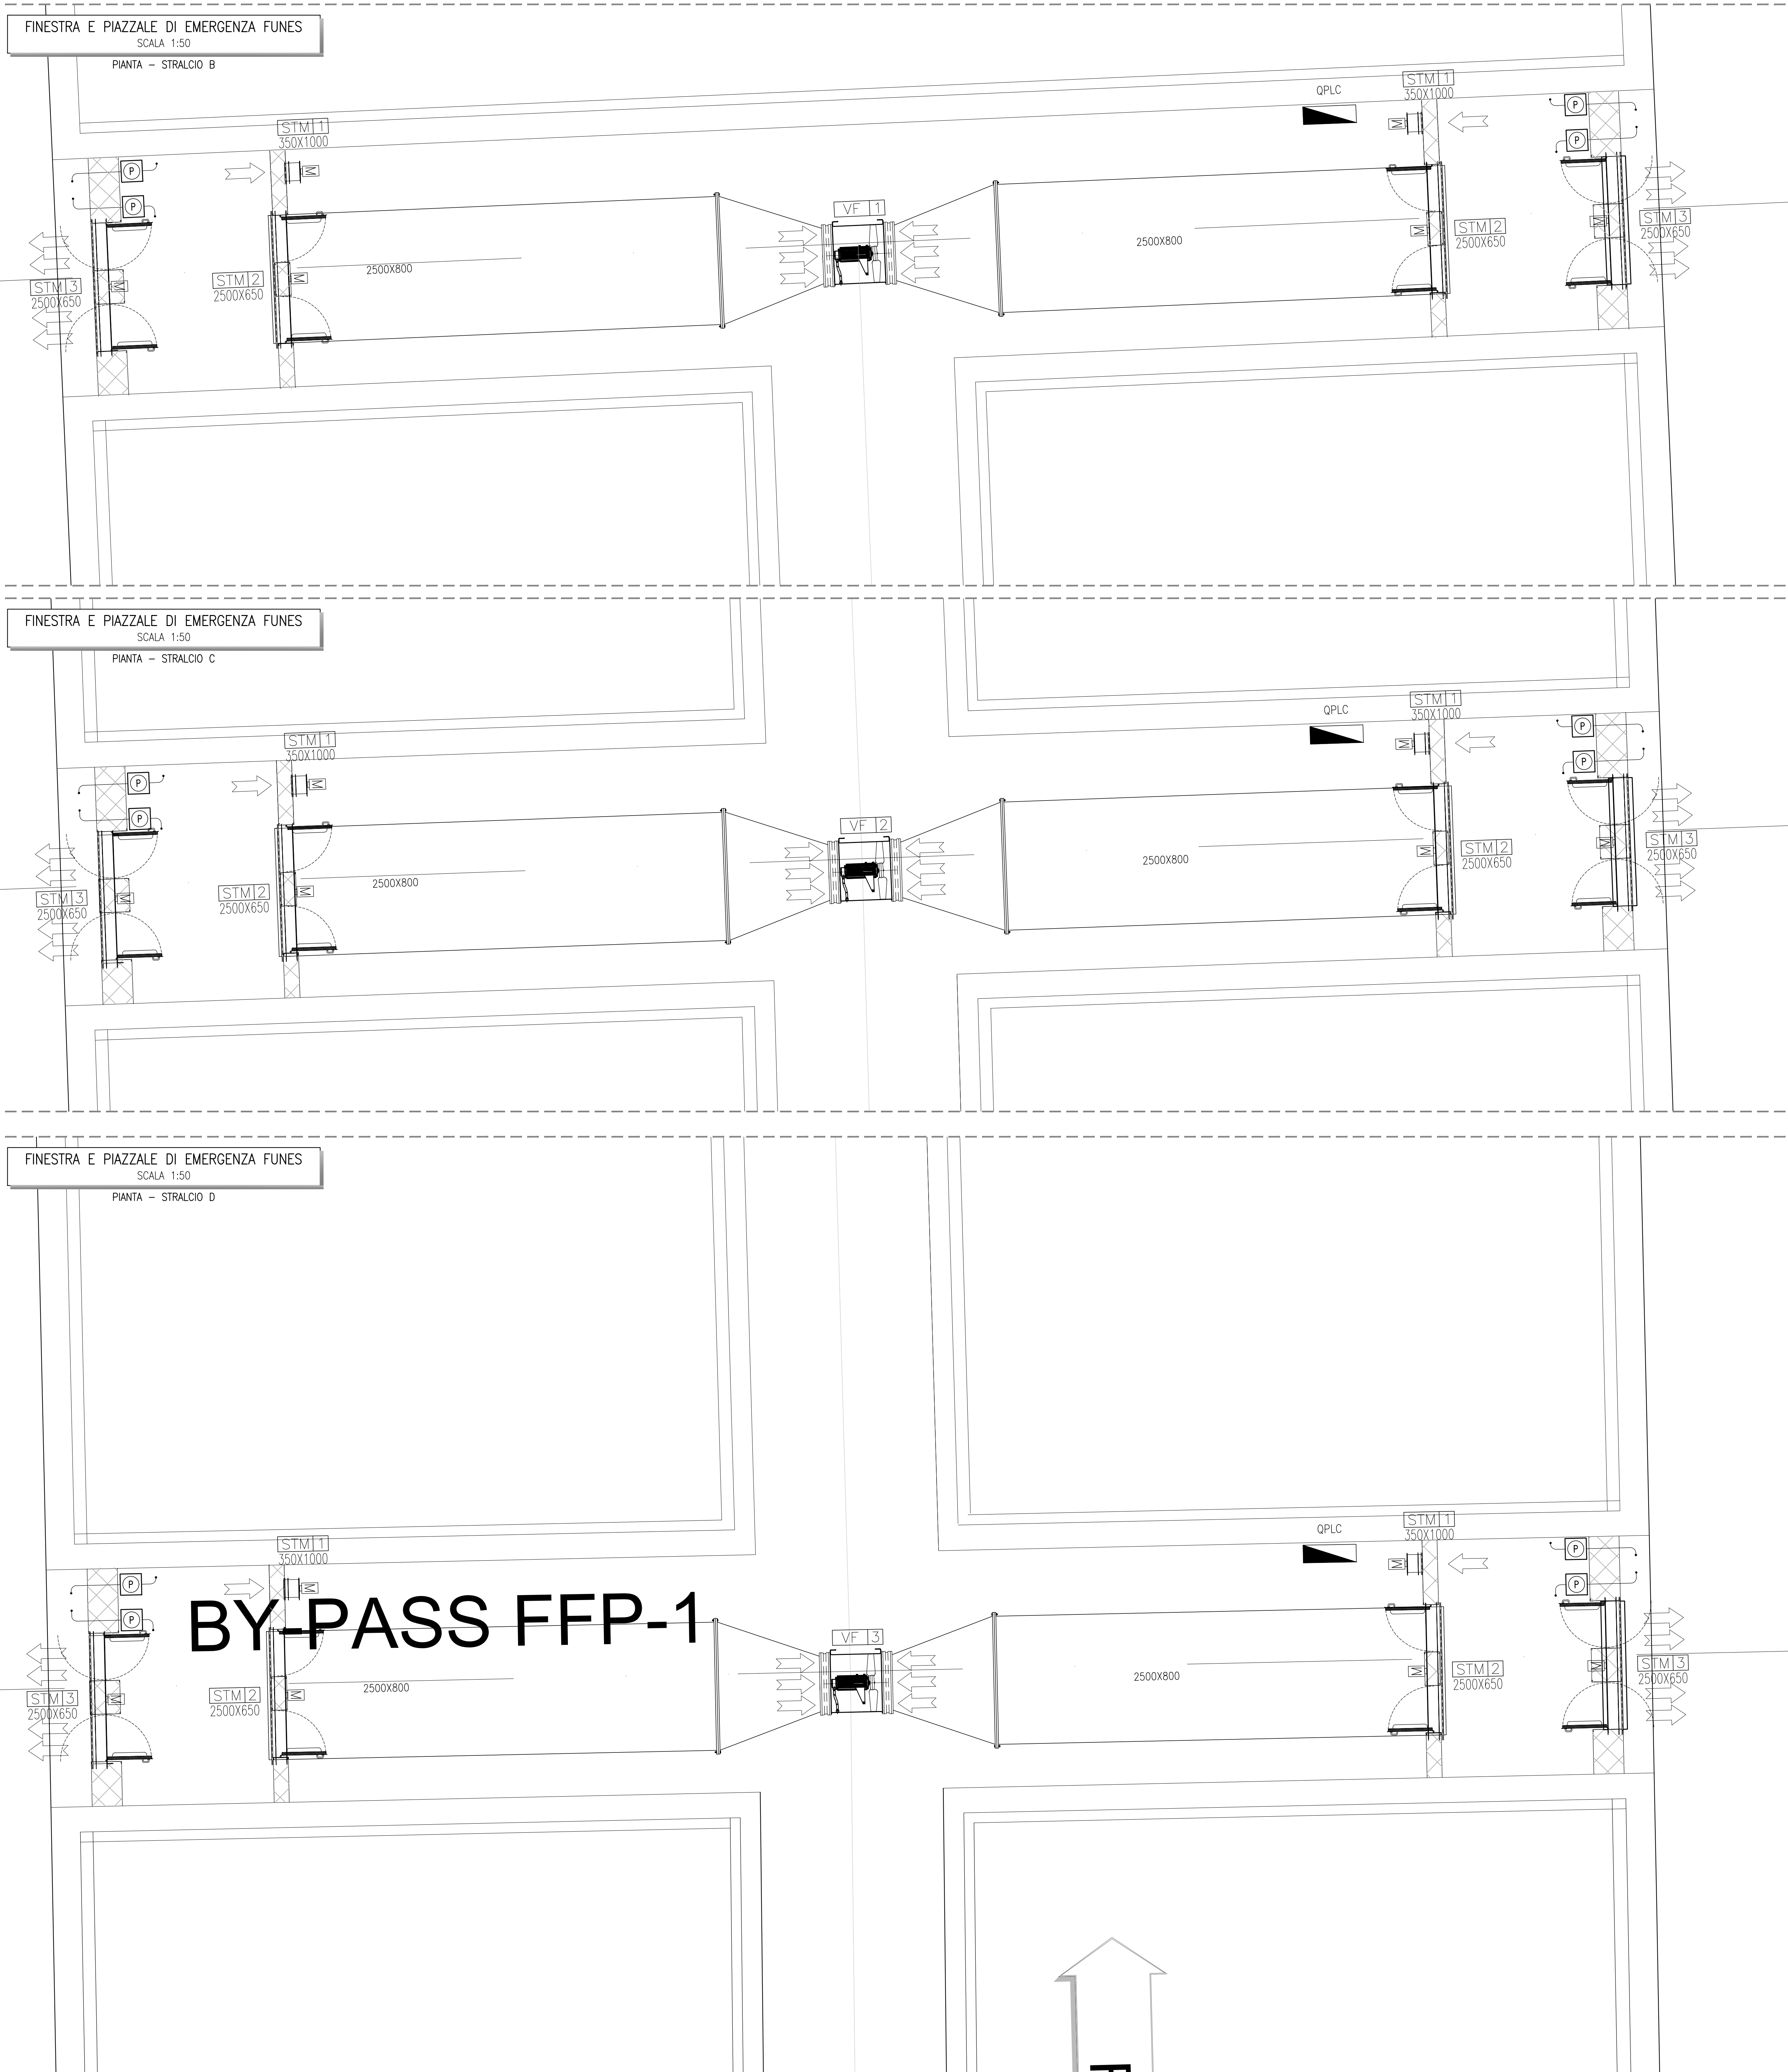 FINESTRA E PIAZZALE DI EMERGENZA FUNES
SCALA 1:50
PIANTA – STRALCIO B
STM 1
350X1000
QPLC
STM 1
350X1000
P
P
P
P
M
M
VF 1
STM 3
2500X650
M
STM 2
2500X650
M
2500X800
2500X800
M
STM 2
2500X650
M
STM 3
2500X650
FINESTRA E PIAZZALE DI EMERGENZA FUNES
SCALA 1:50
PIANTA – STRALCIO C
STM 1
350X1000
QPLC
STM 1
350X1000
P
P
P
P
M
M
VF 2
STM 3
2500X650
M
STM 2
2500X650
M
2500X800
2500X800
M
STM 2
2500X650
M
STM 3
2500X650
FINESTRA E PIAZZALE DI EMERGENZA FUNES
SCALA 1:50
PIANTA – STRALCIO D
STM 1
350X1000
QPLC
STM 1
350X1000
P
P
P
P
M
M
BY-PASS FFP-1
VF 3
STM 3
2500X650
M
STM 2
2500X650
M
2500X800
2500X800
M
STM 2
2500X650
M
STM 3
2500X650